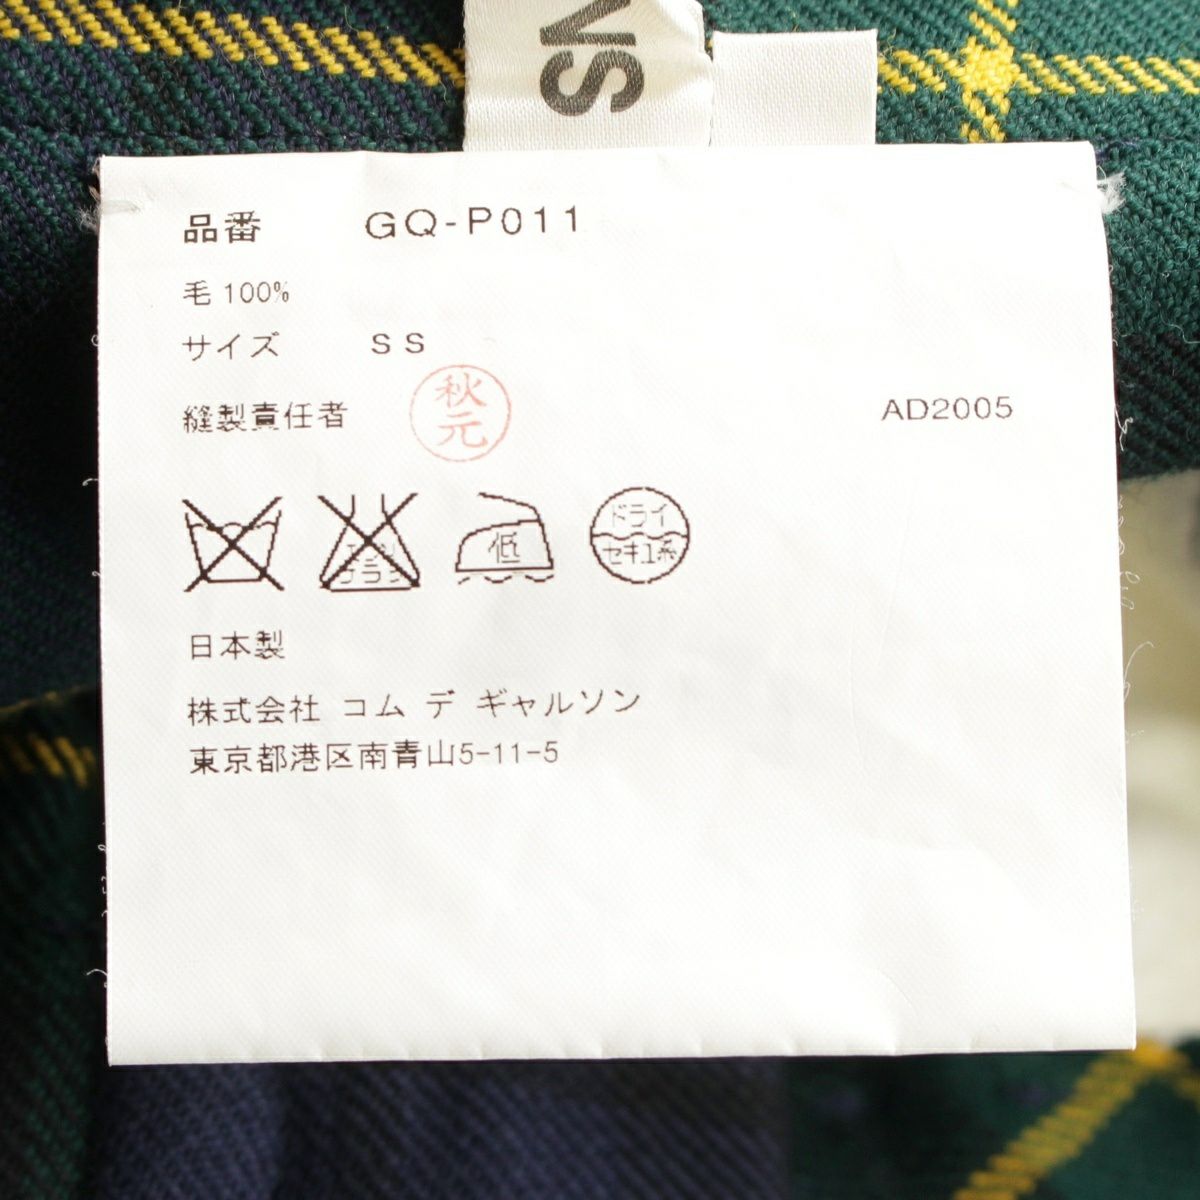 NS
品番 GQ-P011
毛 100%
サイズ SS
縫製責任者 秋元 AD2005
低 ドライ セキユ系
日本製
株式会社 コム デ ギャルソン
東京都港区南青山5-11-5